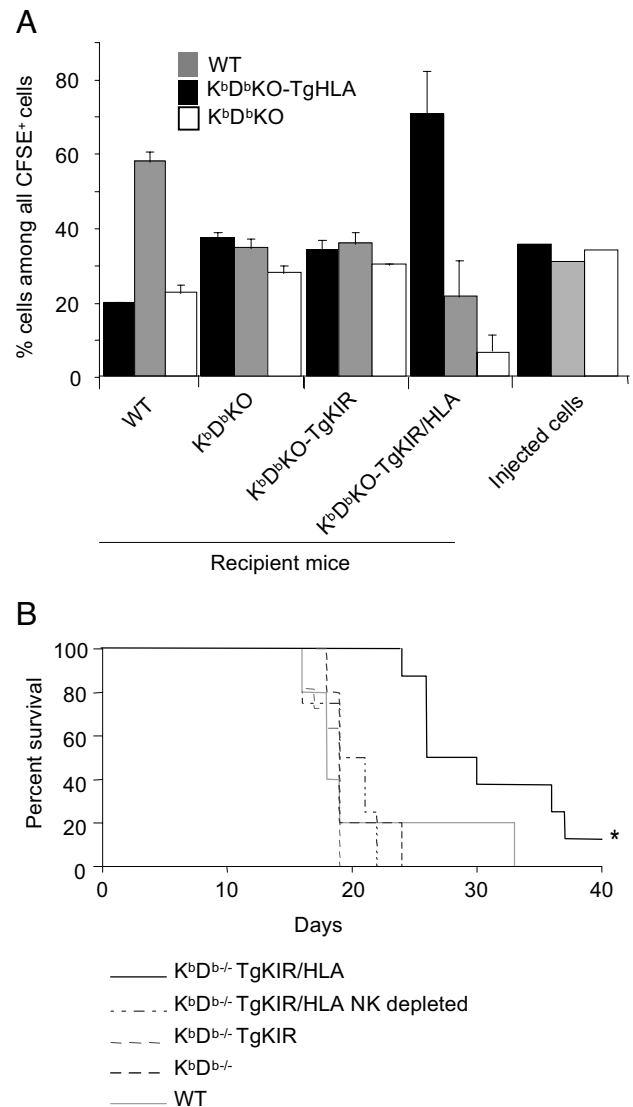 A
% cells among all CFSE⁺ cells
80
60
40
20
0
WT
KᵇDᵇKO-TgHLA
KᵇDᵇKO
WT
KᵇDᵇKO
KᵇDᵇKO-TgKIR
KᵇDᵇKO-TgKIR/HLA
Injected cells
Recipient mice
B
Percent survival
100
80
60
40
20
0
0 10 20 30 40
*
Days
KᵇDᵇ⁻/⁻ TgKIR/HLA
KᵇDᵇ⁻/⁻ TgKIR/HLA NK depleted
KᵇDᵇ⁻/⁻ TgKIR
KᵇDᵇ⁻/⁻
WT